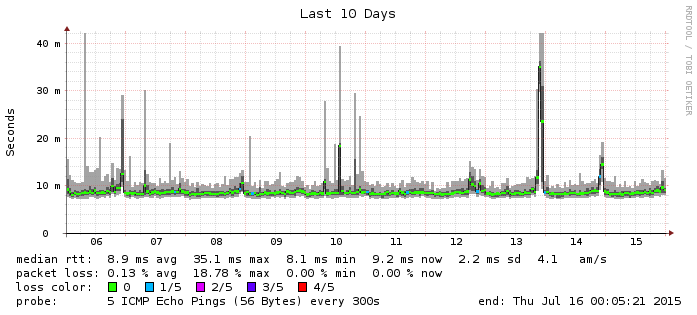 Last 10 Days
RRDTOOL / TOBI OETIKER
Seconds
40 m
30 m
20 m
10 m
0
06 07 08 09 10 11 12 13 14 15
median rtt: 8.9 ms avg 35.1 ms max 8.1 ms min 9.2 ms now 2.2 ms sd 4.1 am/s
packet loss: 0.13 % avg 18.78 % max 0.00 % min 0.00 % now
loss color: 0 1/5 2/5 3/5 4/5
probe: 5 ICMP Echo Pings (56 Bytes) every 300s end: Thu Jul 16 00:05:21 2015